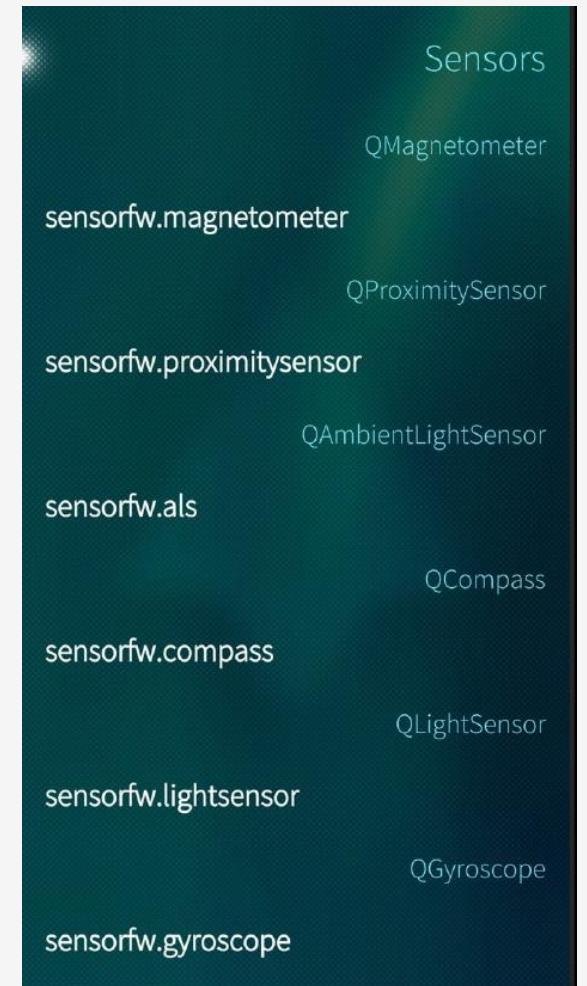 Sensors
QMagnetometer
sensorfw.magnetometer
QProximitySensor
sensorfw.proximitysensor
QAmbientLightSensor
sensorfw.als
QCompass
sensorfw.compass
QLightSensor
sensorfw.lightsensor
QGyroscope
sensorfw.gyroscope